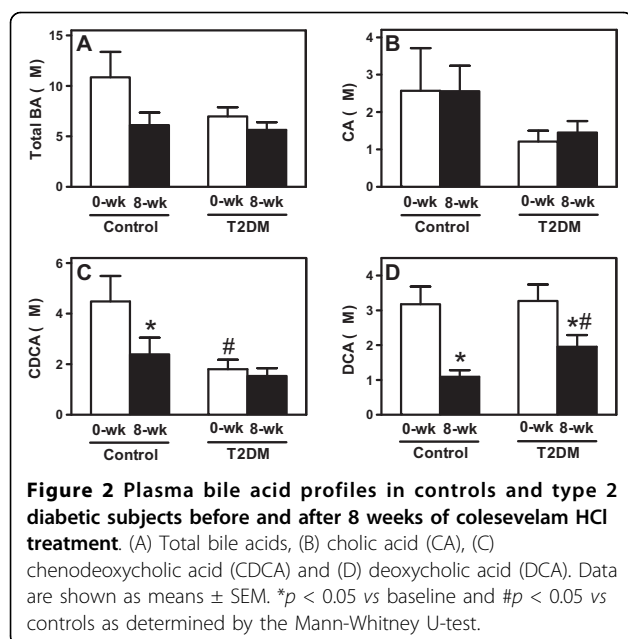 A
Total BA ( M)
15
10
5
0
0-wk 8-wk 0-wk 8-wk
Control T2DM
B
CA ( M)
4
3
2
1
0
0-wk 8-wk 0-wk 8-wk
Control T2DM
C
CDCA ( M)
6
4
2
0
*
#
0-wk 8-wk 0-wk 8-wk
Control T2DM
D
DCA ( M)
4
3
2
1
0
*
*#
0-wk 8-wk 0-wk 8-wk
Control T2DM
Figure 2 Plasma bile acid profiles in controls and type 2
diabetic subjects before and after 8 weeks of colesevelam HCl
treatment. (A) Total bile acids, (B) cholic acid (CA), (C)
chenodeoxycholic acid (CDCA) and (D) deoxycholic acid (DCA). Data
are shown as means ± SEM. *p < 0.05 vs baseline and #p < 0.05 vs
controls as determined by the Mann-Whitney U-test.